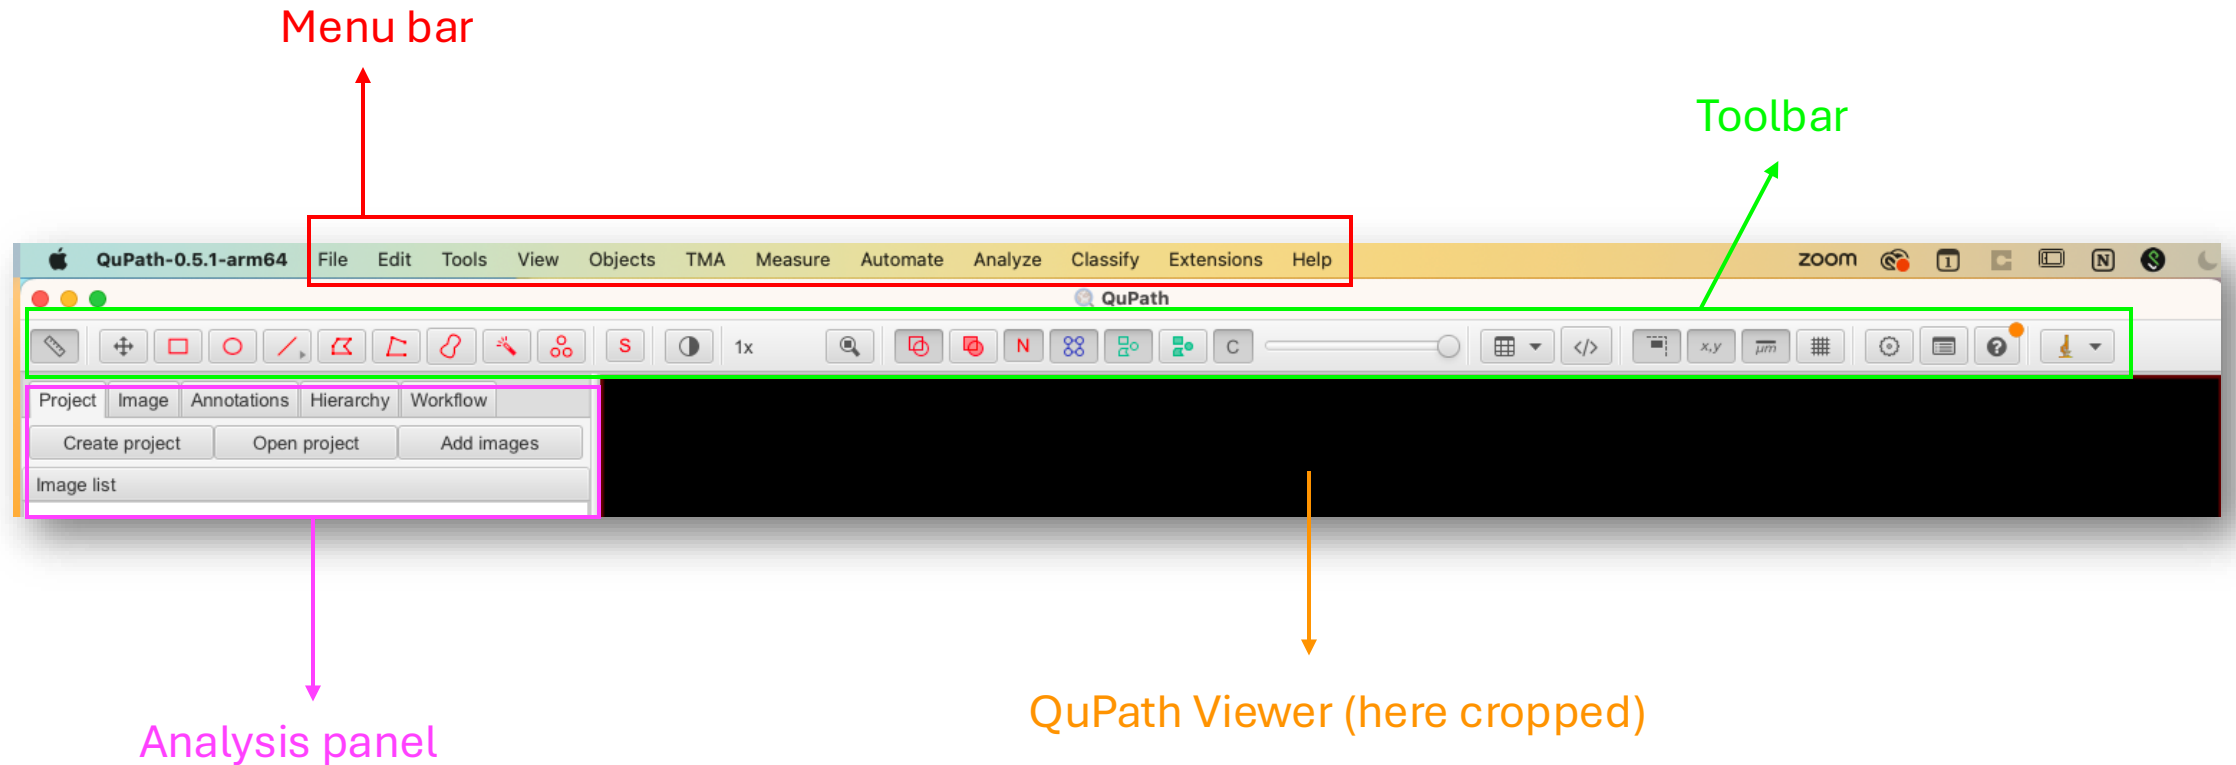 Menu bar
Toolbar
QuPath-0.5.1-arm64 File Edit Tools View Objects TMA Measure Automate Analyze Classify Extensions Help zoom 1 N S
QuPath
S 1x N C </> x,y μm ?
Project Image Annotations Hierarchy Workflow
Create project Open project Add images
Image list
QuPath Viewer (here cropped)
Analysis panel